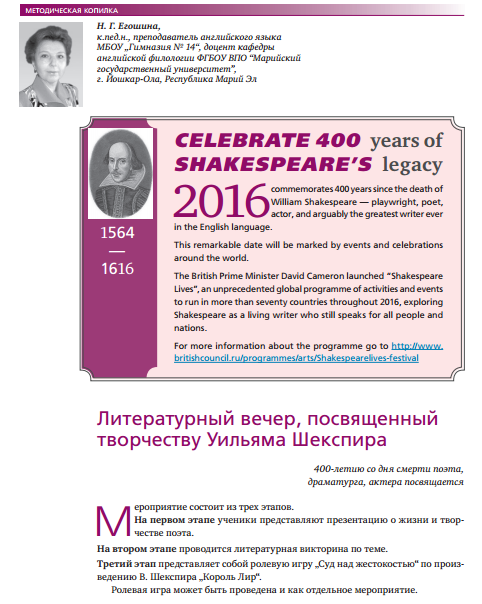 МЕТОДИЧЕСКАЯ КОПИЛКА
Н. Г. Егошина,
к.пед.н., преподаватель английского языка
МБОУ „Гимназия № 14“, доцент кафедры
английской филологии ФГБОУ ВПО “Марийский
государственный университет”,
г. Йошкар-Ола, Республика Марий Эл
CELEBRATE 400 years of
SHAKESPEARE’S legacy
2016 commemorates 400 years since the death of
William Shakespeare — playwright, poet,
actor, and arguably the greatest writer ever
in the English language.
This remarkable date will be marked by events and celebrations
around the world.
The British Prime Minister David Cameron launched “Shakespeare
Lives”, an unprecedented global programme of activities and events
to run in more than seventy countries throughout 2016, exploring
Shakespeare as a living writer who still speaks for all people and
nations.
For more information about the programme go to http://www.
britishcouncil.ru/programmes/arts/Shakespearelives-festival
1564
—
1616
Литературный вечер, посвященный
творчеству Уильяма Шекспира
400-летию со дня смерти поэта,
драматурга, актера посвящается
Мероприятие состоит из трех этапов.
На первом этапе ученики представляют презентацию о жизни и твор-
честве поэта.
На втором этапе проводится литературная викторина по теме.
Третий этап представляет собой ролевую игру „Суд над жестокостью“ по произ-
ведению В. Шекспира „Король Лир“.
Ролевая игра может быть проведена и как отдельное мероприятие.